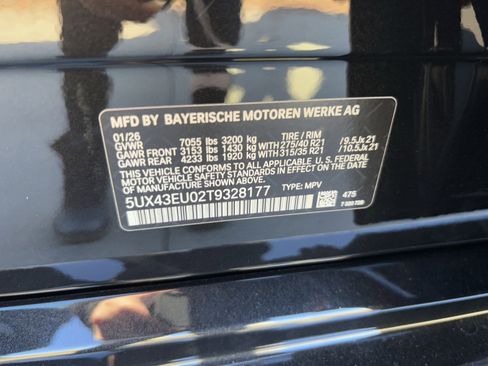 MFD BY BAYERISCHE MOTOREN WERKE AG
01/26 TIRE / RIM
GVWR 7055 lbs 3200 kg
GAWR FRONT 3153 lbs 1430 kg WITH 275/40 R21 / 9.5Jx21
GAWR REAR 4233 lbs 1920 kg WITH 315/35 R21 / 10.5Jx21
THIS VEHICLE CONFORMS TO ALL APPLICABLE U.S. FEDERAL
MOTOR VEHICLE SAFETY STANDARDS IN EFFECT ON THE
DATE OF MANUFACTURE SHOWN ABOVE.
5UX43EU02T9328177 TYPE: MPV
475